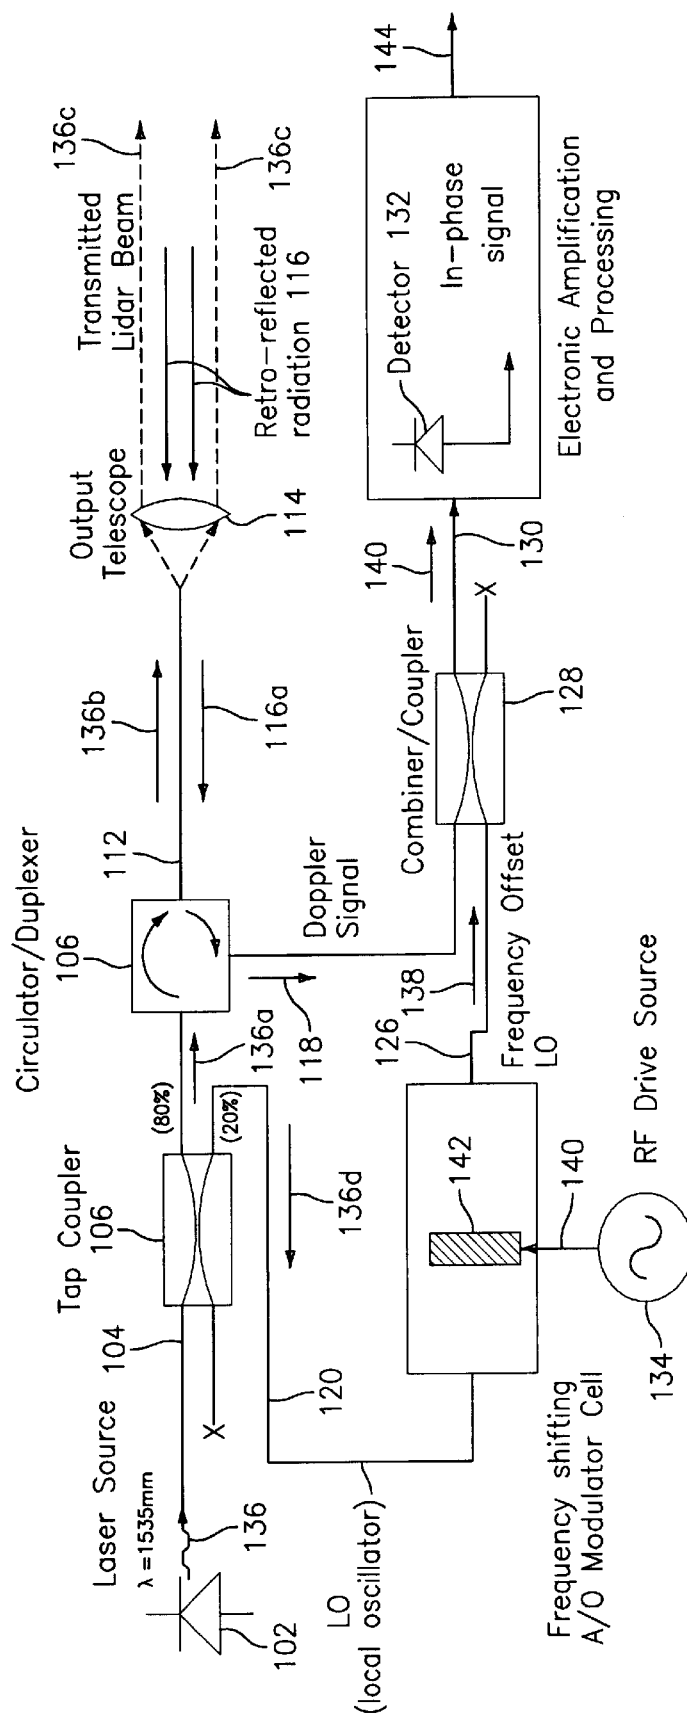 Laser Source
λ =1535mm
136
102
104
Tap Coupler
106
(80%)
(20%)
136a
136d
120
LO
(local oscillator)
Circulator/Duplexer
106
118
Doppler
Signal
112
136b
116a
Output
Telescope
114
Transmitted
Lidar Beam
136c
136c
Retro-reflected
radiation 116
Frequency shifting
A/O Modulator Cell
142
140
134
RF Drive Source
126
138
Frequency Offset
LO
Combiner/Coupler
128
X
X
140
130
Detector 132
In-phase
signal
Electronic Amplification
and Processing
144